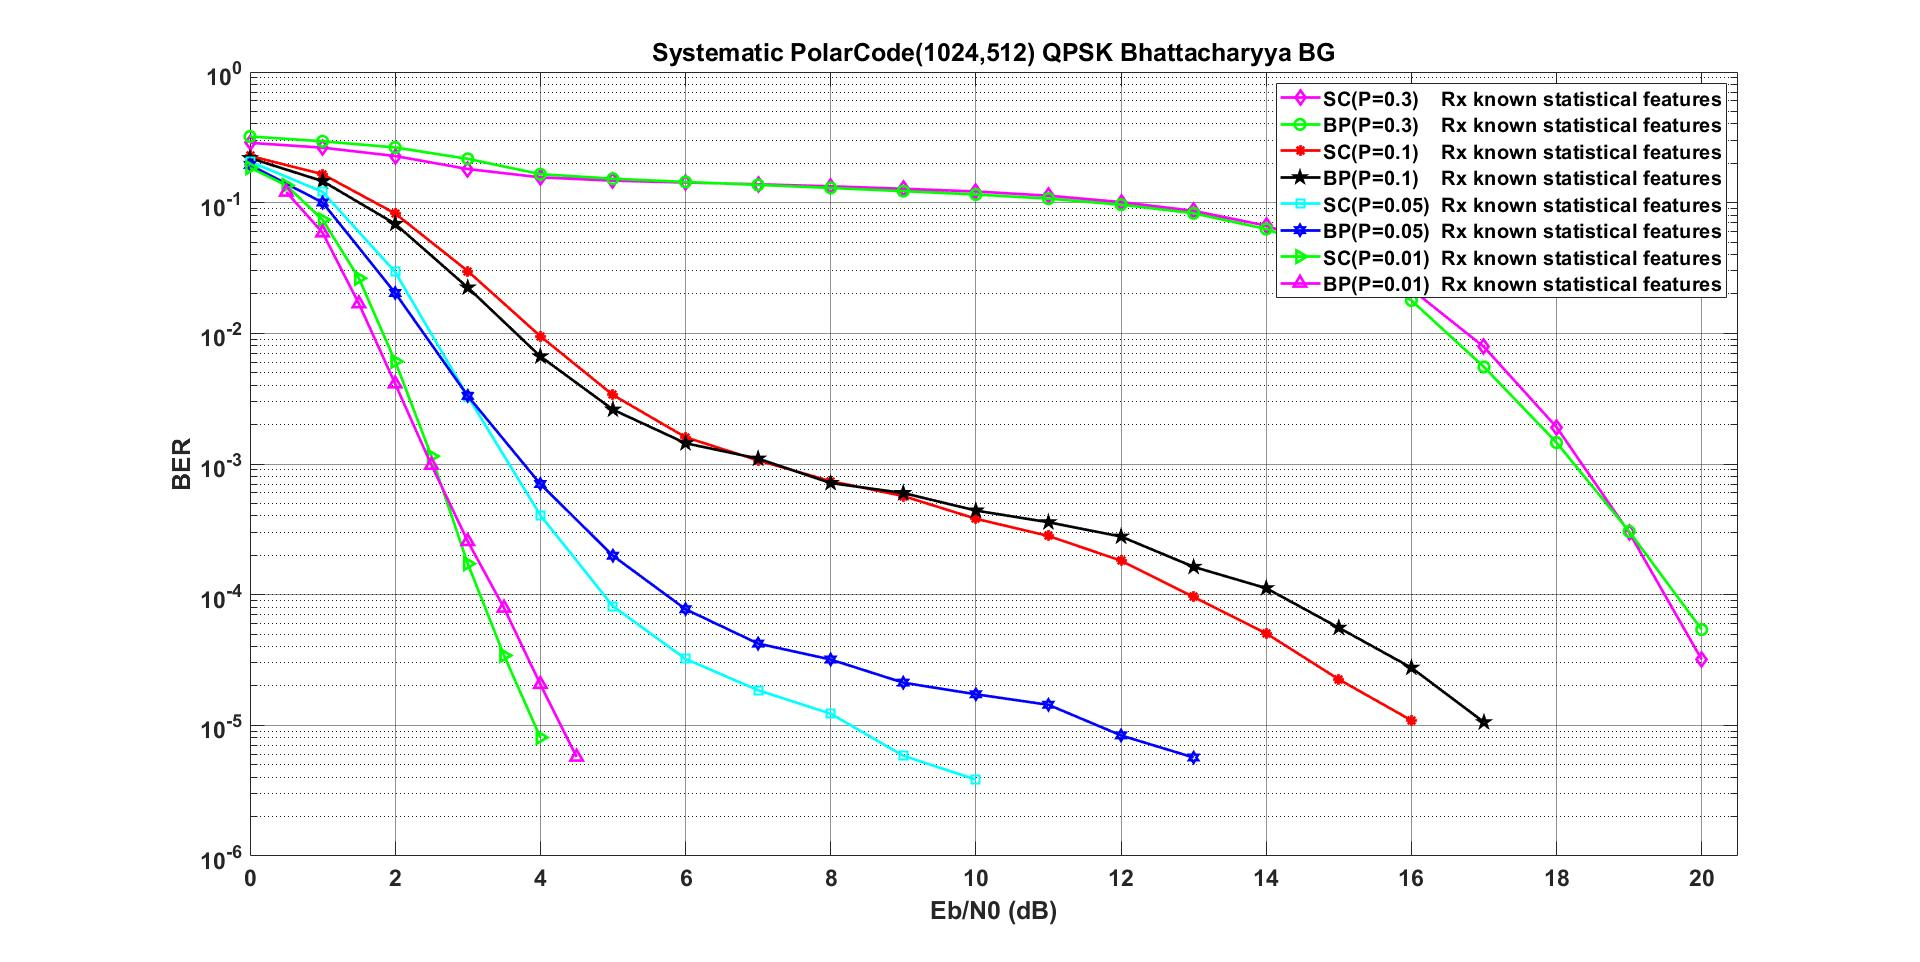 Systematic PolarCode(1024,512) QPSK Bhattacharyya BG
10^0
10^-1
10^-2
10^-3
10^-4
10^-5
10^-6
BER
SC(P=0.3) Rx known statistical features
BP(P=0.3) Rx known statistical features
SC(P=0.1) Rx known statistical features
BP(P=0.1) Rx known statistical features
SC(P=0.05) Rx known statistical features
BP(P=0.05) Rx known statistical features
SC(P=0.01) Rx known statistical features
BP(P=0.01) Rx known statistical features
0 2 4 6 8 10 12 14 16 18 20
Eb/N0 (dB)